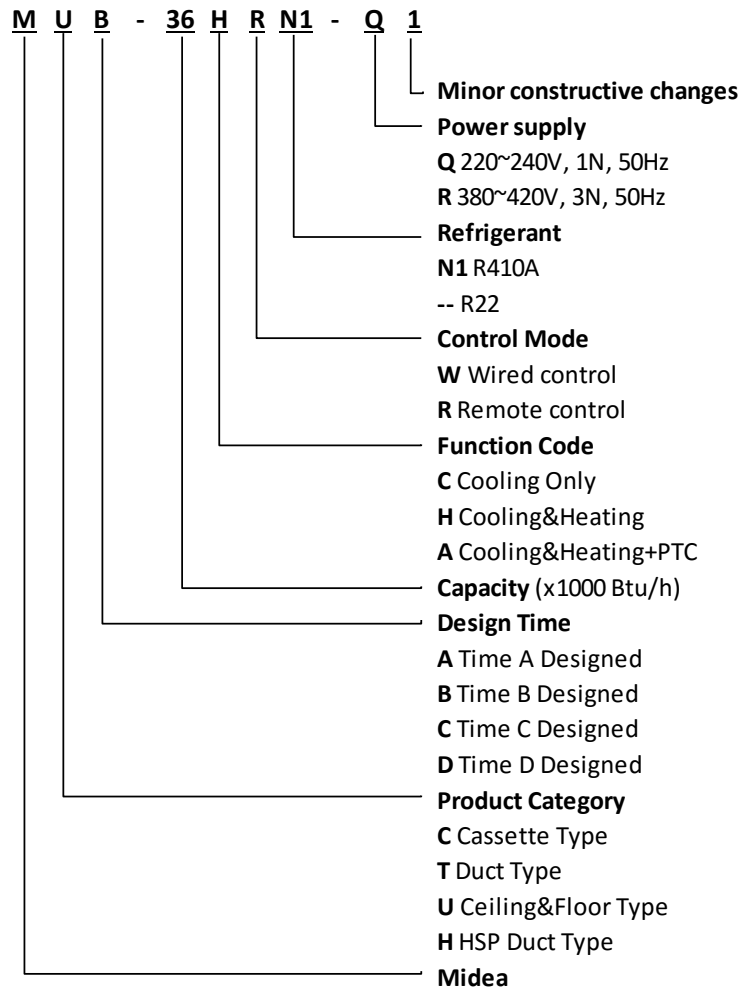 M U B - 36 H R N1 - Q 1
Minor constructive changes
Power supply
Q 220~240V, 1N, 50Hz
R 380~420V, 3N, 50Hz
Refrigerant
N1 R410A
-- R22
Control Mode
W Wired control
R Remote control
Function Code
C Cooling Only
H Cooling&Heating
A Cooling&Heating+PTC
Capacity (x1000 Btu/h)
Design Time
A Time A Designed
B Time B Designed
C Time C Designed
D Time D Designed
Product Category
C Cassette Type
T Duct Type
U Ceiling&Floor Type
H HSP Duct Type
Midea